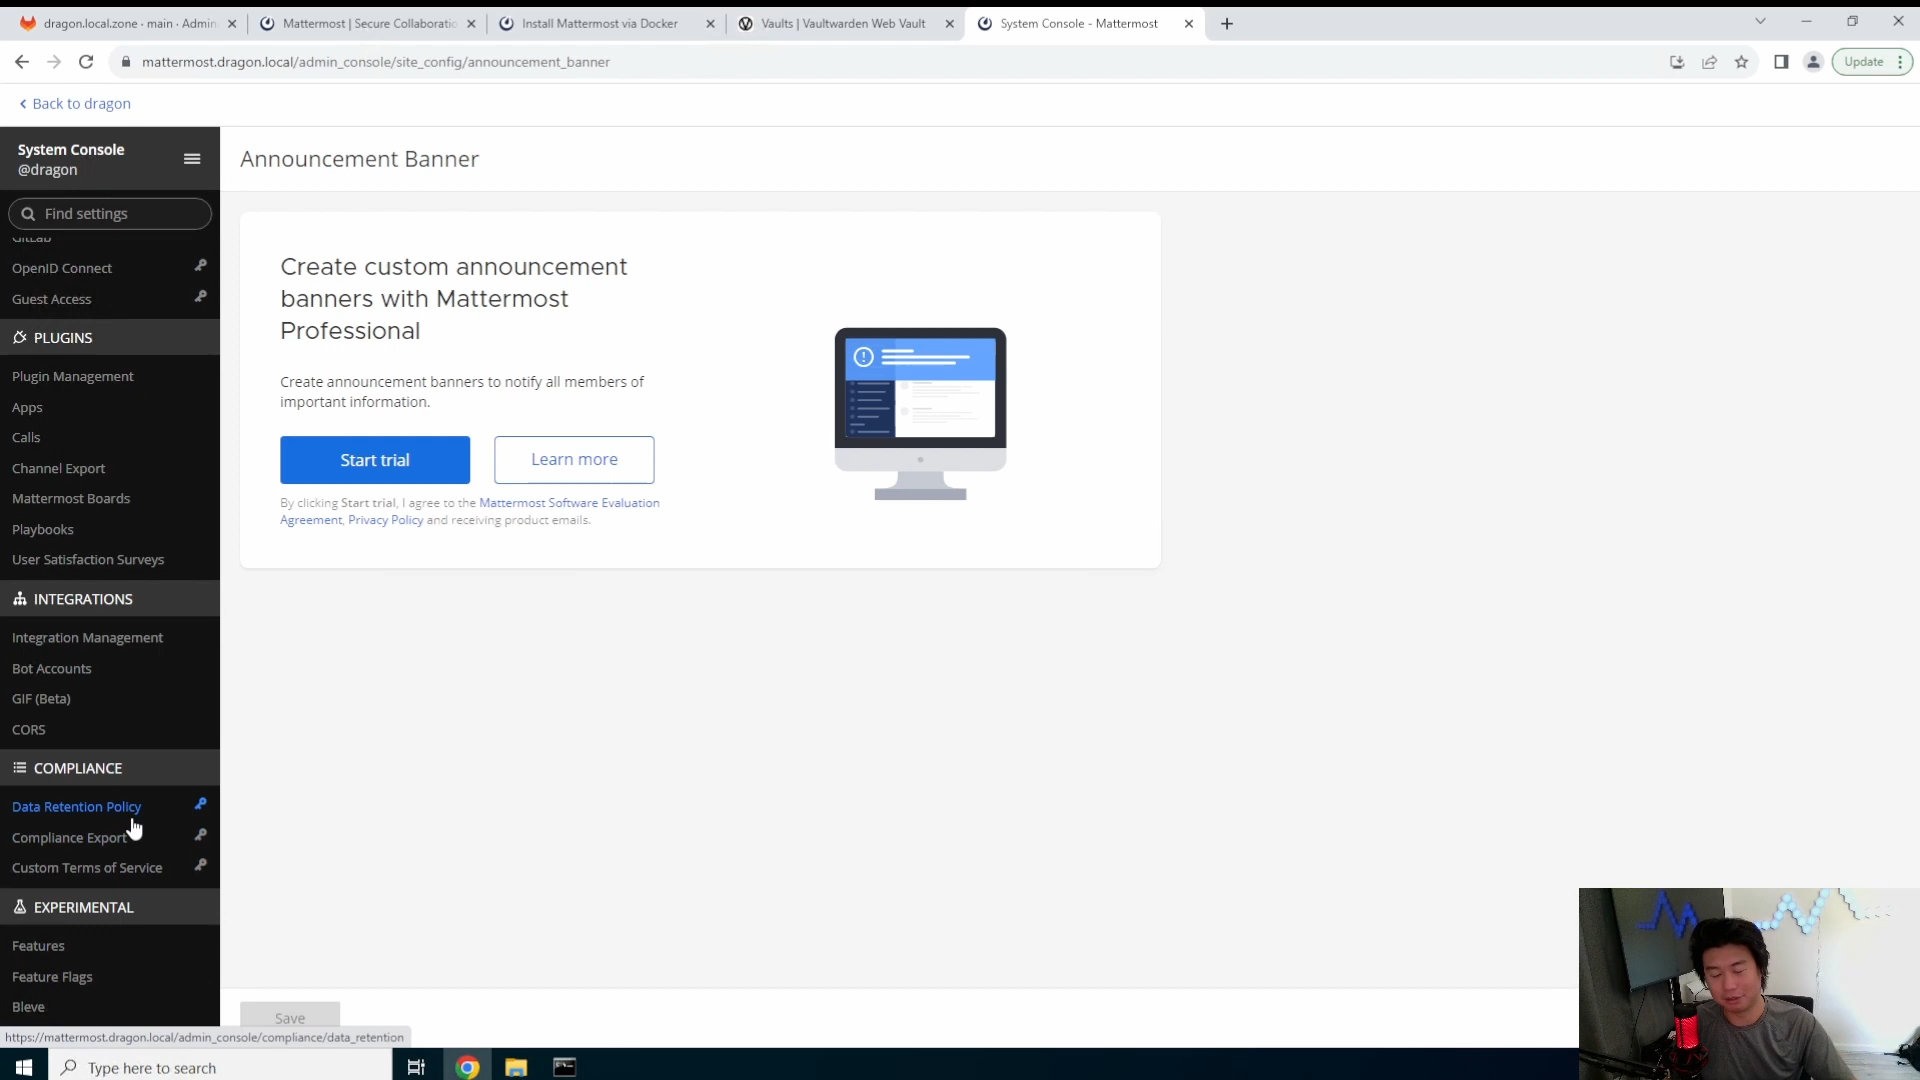 dragon.local.zone · main · Admin
Mattermost | Secure Collaboratio
Install Mattermost via Docker
Vaults | Vaultwarden Web Vault
System Console - Mattermost
mattermost.dragon.local/admin_console/site_config/announcement_banner
Update
Back to dragon
System Console
@dragon
Find settings
GitLab
OpenID Connect
Guest Access
PLUGINS
Plugin Management
Apps
Calls
Channel Export
Mattermost Boards
Playbooks
User Satisfaction Surveys
INTEGRATIONS
Integration Management
Bot Accounts
GIF (Beta)
CORS
COMPLIANCE
Data Retention Policy
Compliance Export
Custom Terms of Service
EXPERIMENTAL
Features
Feature Flags
Bleve
Announcement Banner
Create custom announcement
banners with Mattermost
Professional
Create announcement banners to notify all members of
important information.
Start trial
Learn more
By clicking Start trial, I agree to the Mattermost Software Evaluation
Agreement, Privacy Policy and receiving product emails.
Save
https://mattermost.dragon.local/admin_console/compliance/data_retention
Type here to search